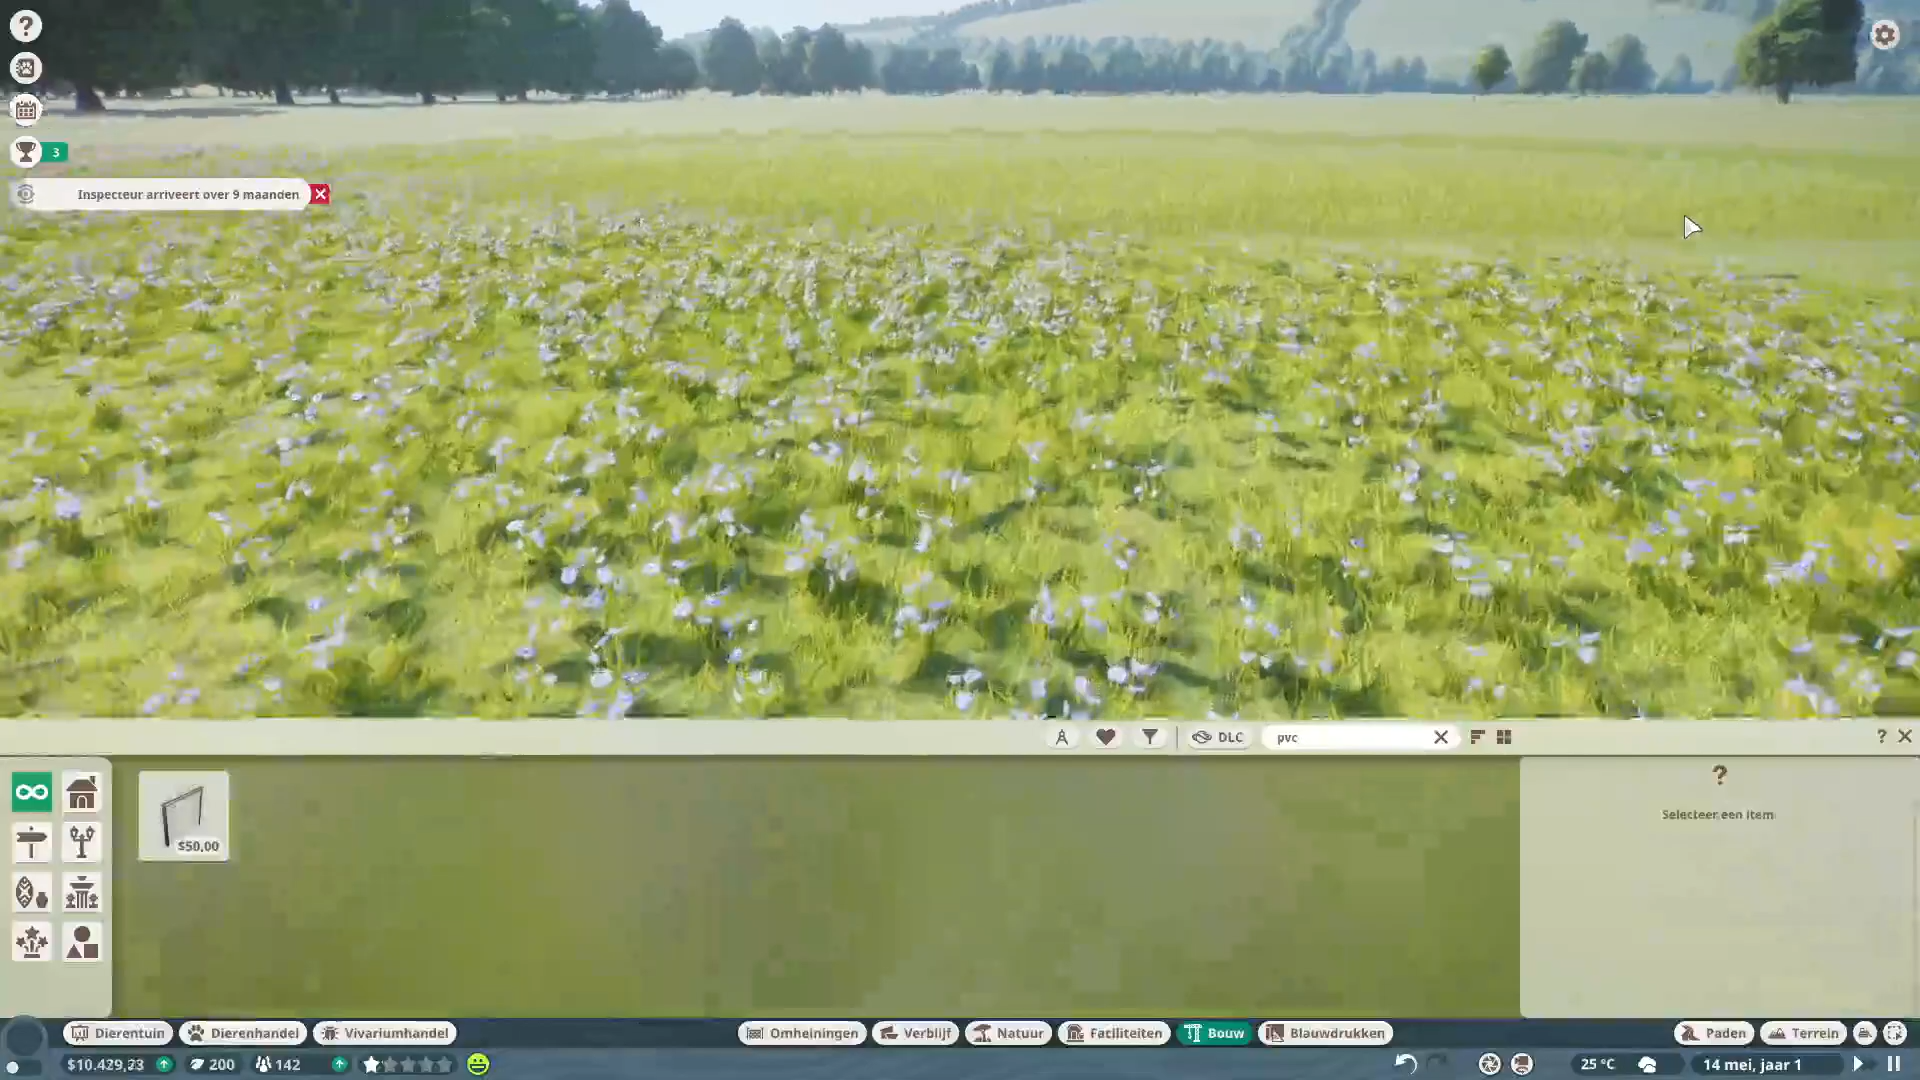 3
Inspecteur arriveert over 9 maanden
DLC
pvc
?
?
Selecteer een item
$50,00
Dierentuin
Dierenhandel
Vivariumhandel
Omheiningen
Verblijf
Natuur
Faciliteiten
Bouw
Blauwdrukken
Paden
Terrein
$10.429,23
200
142
25 °C
14 mei, jaar 1